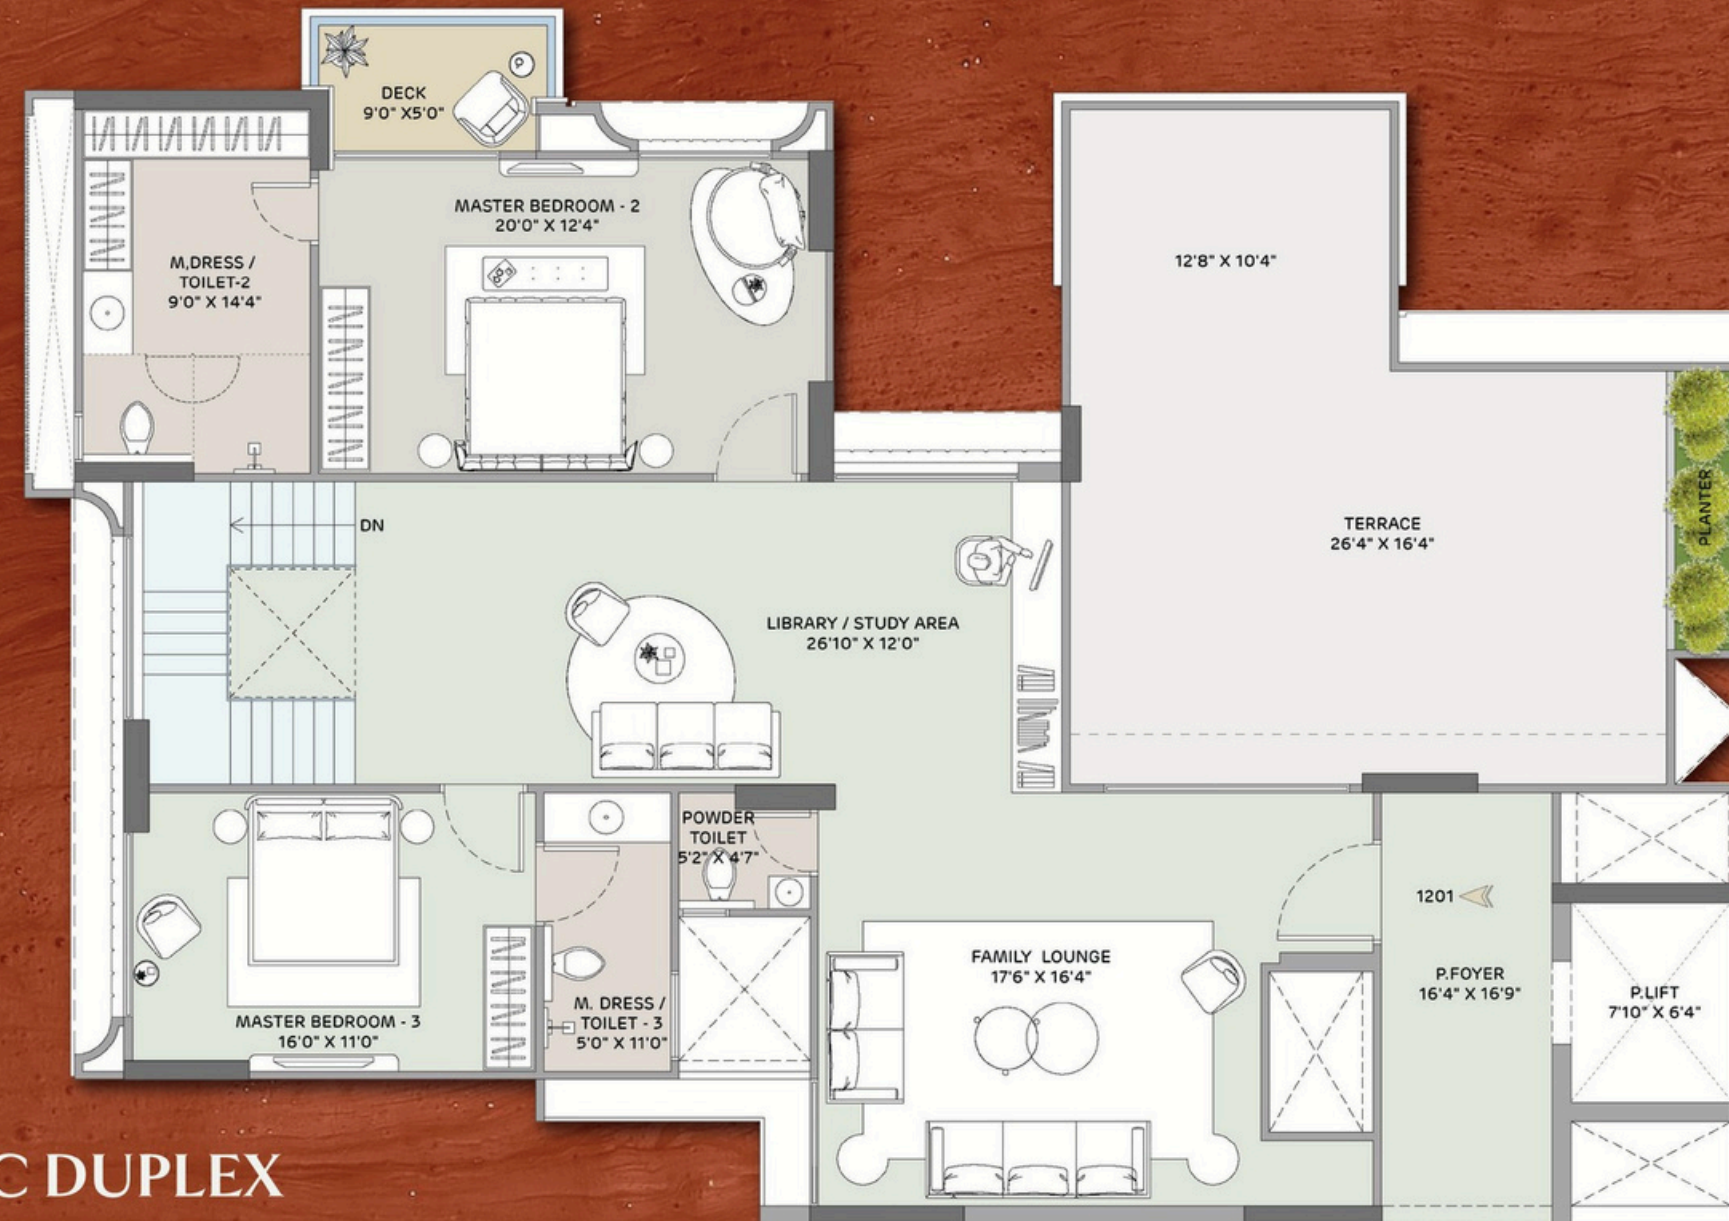 DECK
9'0" X5'0"
MASTER BEDROOM - 2
20'0" X 12'4"
M,DRESS /
TOILET-2
9'0" X 14'4"
12'8" X 10'4"
TERRACE
26'4" X 16'4"
PLANTER
DN
LIBRARY / STUDY AREA
26'10" X 12'0"
POWDER
TOILET
5'2" X 4'7"
1201
FAMILY LOUNGE
17'6" X 16'4"
P.FOYER
16'4" X 16'9"
P.LIFT
7'10" X 6'4"
MASTER BEDROOM - 3
16'0" X 11'0"
M. DRESS /
TOILET - 3
5'0" X 11'0"
C DUPLEX